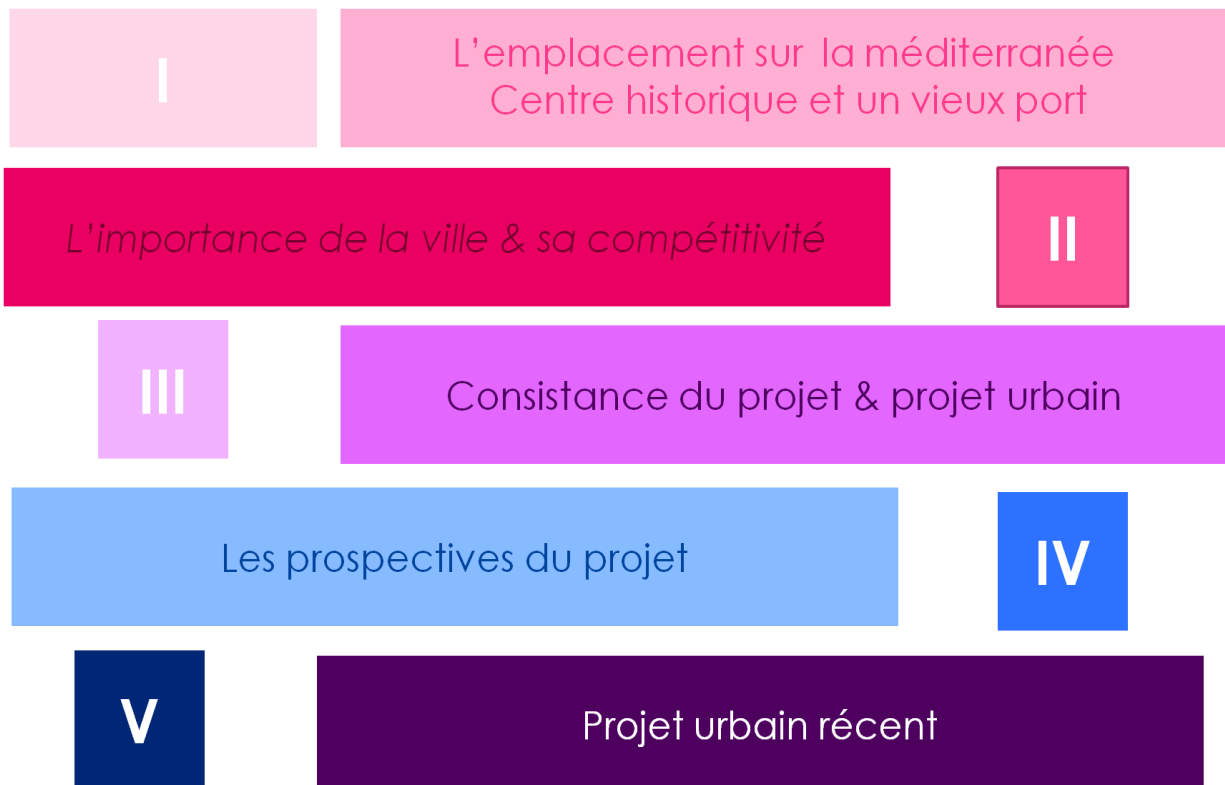 I
L'emplacement sur la méditerranée
Centre historique et un vieux port
L'importance de la ville & sa compétitivité
II
III
Consistance du projet & projet urbain
Les prospectives du projet
IV
V
Projet urbain récent